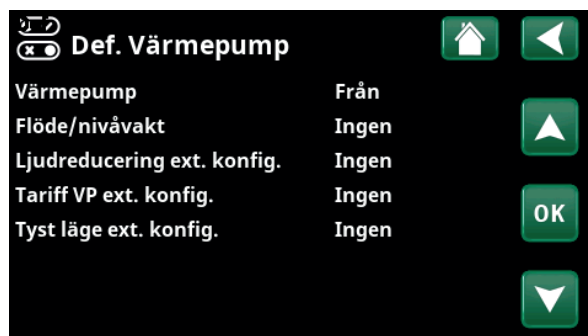 Def. Värmepump
Värmepump Från
Flöde/nivåvakt Ingen
Ljudreducering ext. konfig. Ingen
Tariff VP ext. konfig. Ingen
OK
Tyst läge ext. konfig. Ingen